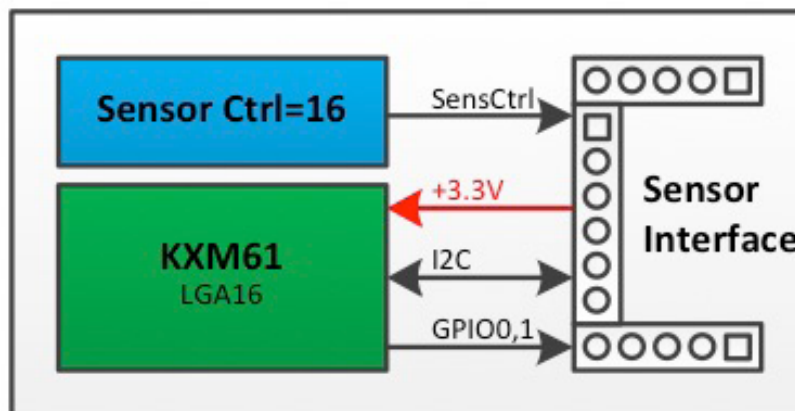 Sensor Ctrl=16
SensCtrl
+3.3V
KXM61
LGA16
I2C
GPIO0,1
Sensor
Interface